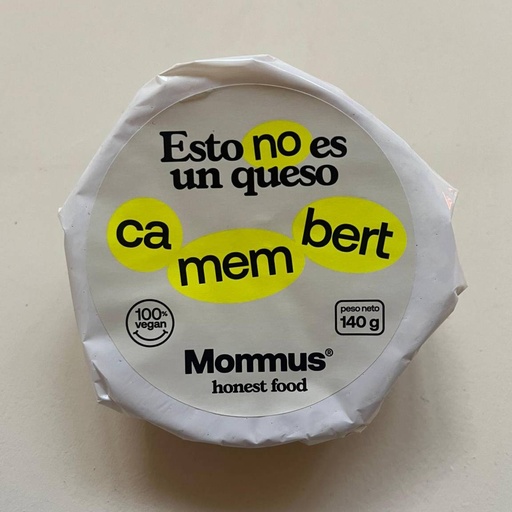 Esto no es
un queso
ca mem bert
100%
vegan
peso neto
140 g
Mommus®
honest food